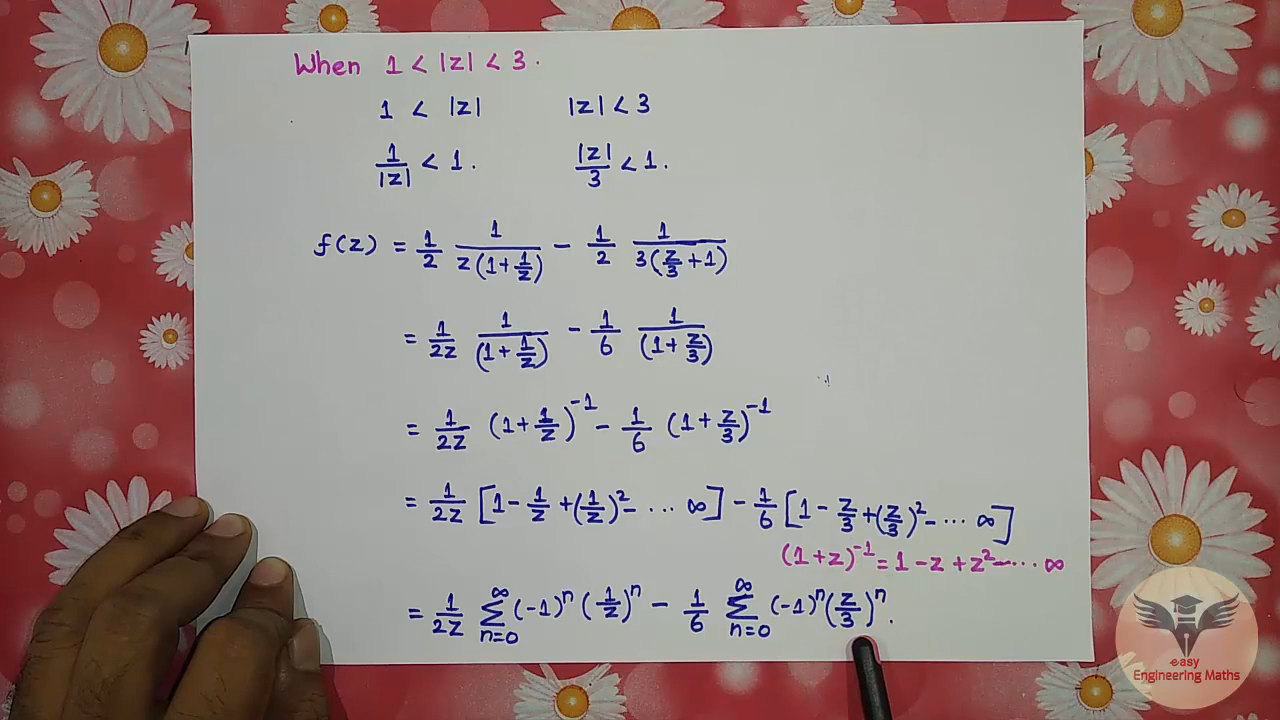 When 1 < |z| < 3.
1 < |z| |z| < 3
1/|z| < 1. |z|/3 < 1.
f(z) = 1/2 1/(z(1+1/z)) − 1/2 1/(3(z/3+1))
= 1/2z 1/(1+1/z) − 1/6 1/(1+z/3)
= 1/2z (1+1/z)^-1 − 1/6 (1+z/3)^-1
= 1/2z [1 − 1/z + (1/z)^2 − ... ∞] − 1/6 [1 − z/3 + (z/3)^2 − ... ∞]
(1+z)^-1 = 1 − z + z^2 − ... ∞
= 1/2z ∑_{n=0}^{∞} (-1)^n (1/z)^n − 1/6 ∑_{n=0}^{∞} (-1)^n (z/3)^n.
easy
Engineering Maths